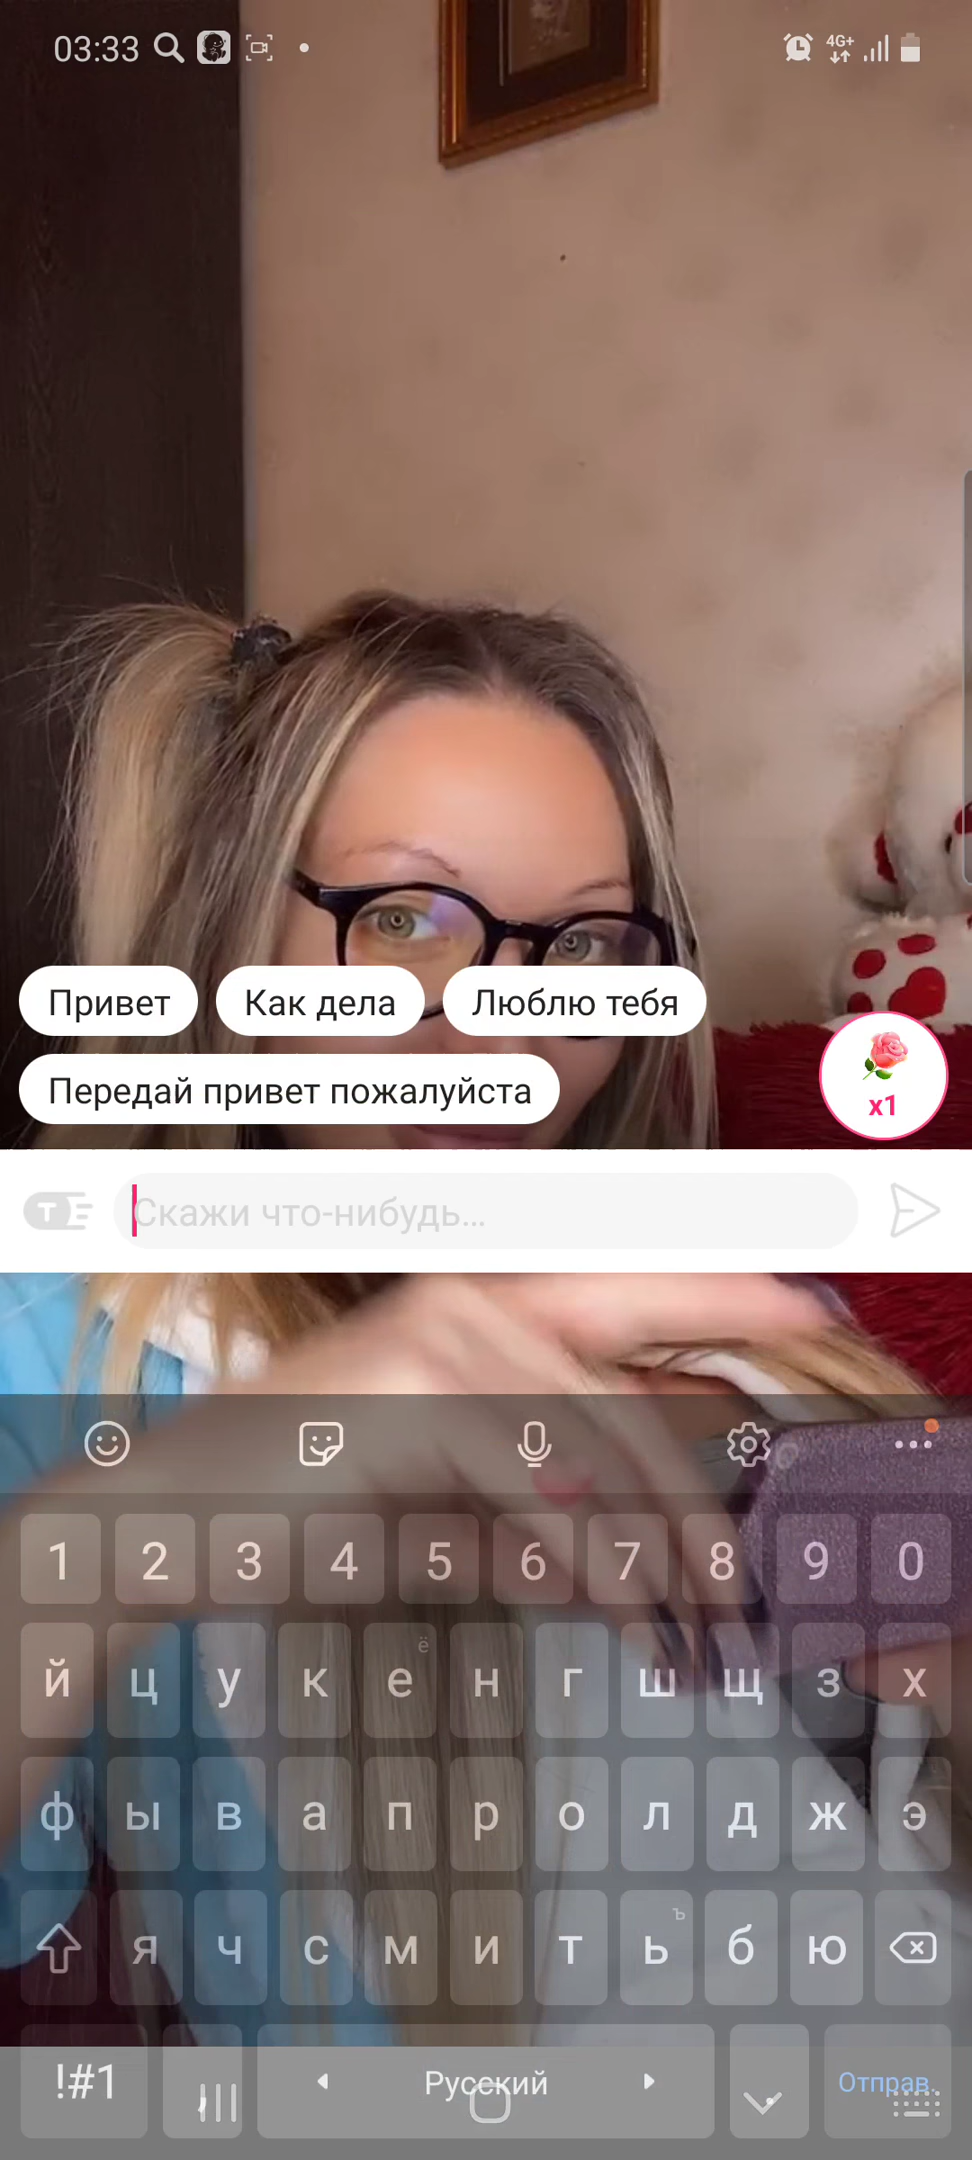 03:33
4G+
Привет
Как дела
Люблю тебя
Передай привет пожалуйста
x1
T
Скажи что-нибудь...
1 2 3 4 5 6 7 8 9 0
й ц у к е ё н г ш щ з х
ф ы в а п р о л д ж э
я ч с м и т ь ъ б ю
!#1 , Русский . Отправ.